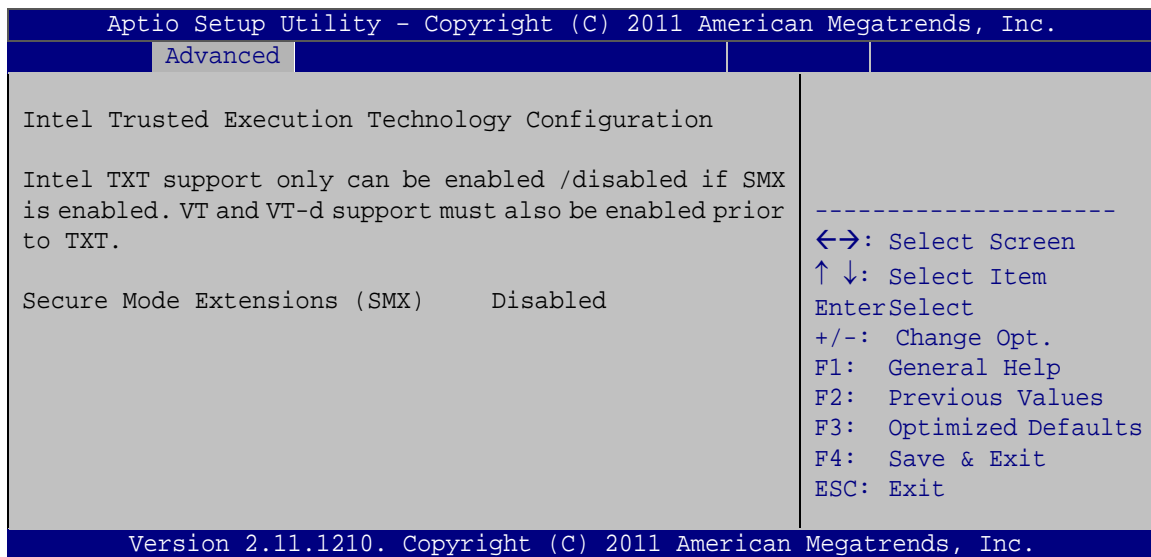 Aptio Setup Utility – Copyright (C) 2011 American Megatrends, Inc.
Advanced
Intel Trusted Execution Technology Configuration
Intel TXT support only can be enabled /disabled if SMX
is enabled. VT and VT-d support must also be enabled prior
to TXT.
Secure Mode Extensions (SMX) Disabled
---------------------
←→: Select Screen
↑ ↓: Select Item
EnterSelect
+/-: Change Opt.
F1: General Help
F2: Previous Values
F3: Optimized Defaults
F4: Save & Exit
ESC: Exit
Version 2.11.1210. Copyright (C) 2011 American Megatrends, Inc.